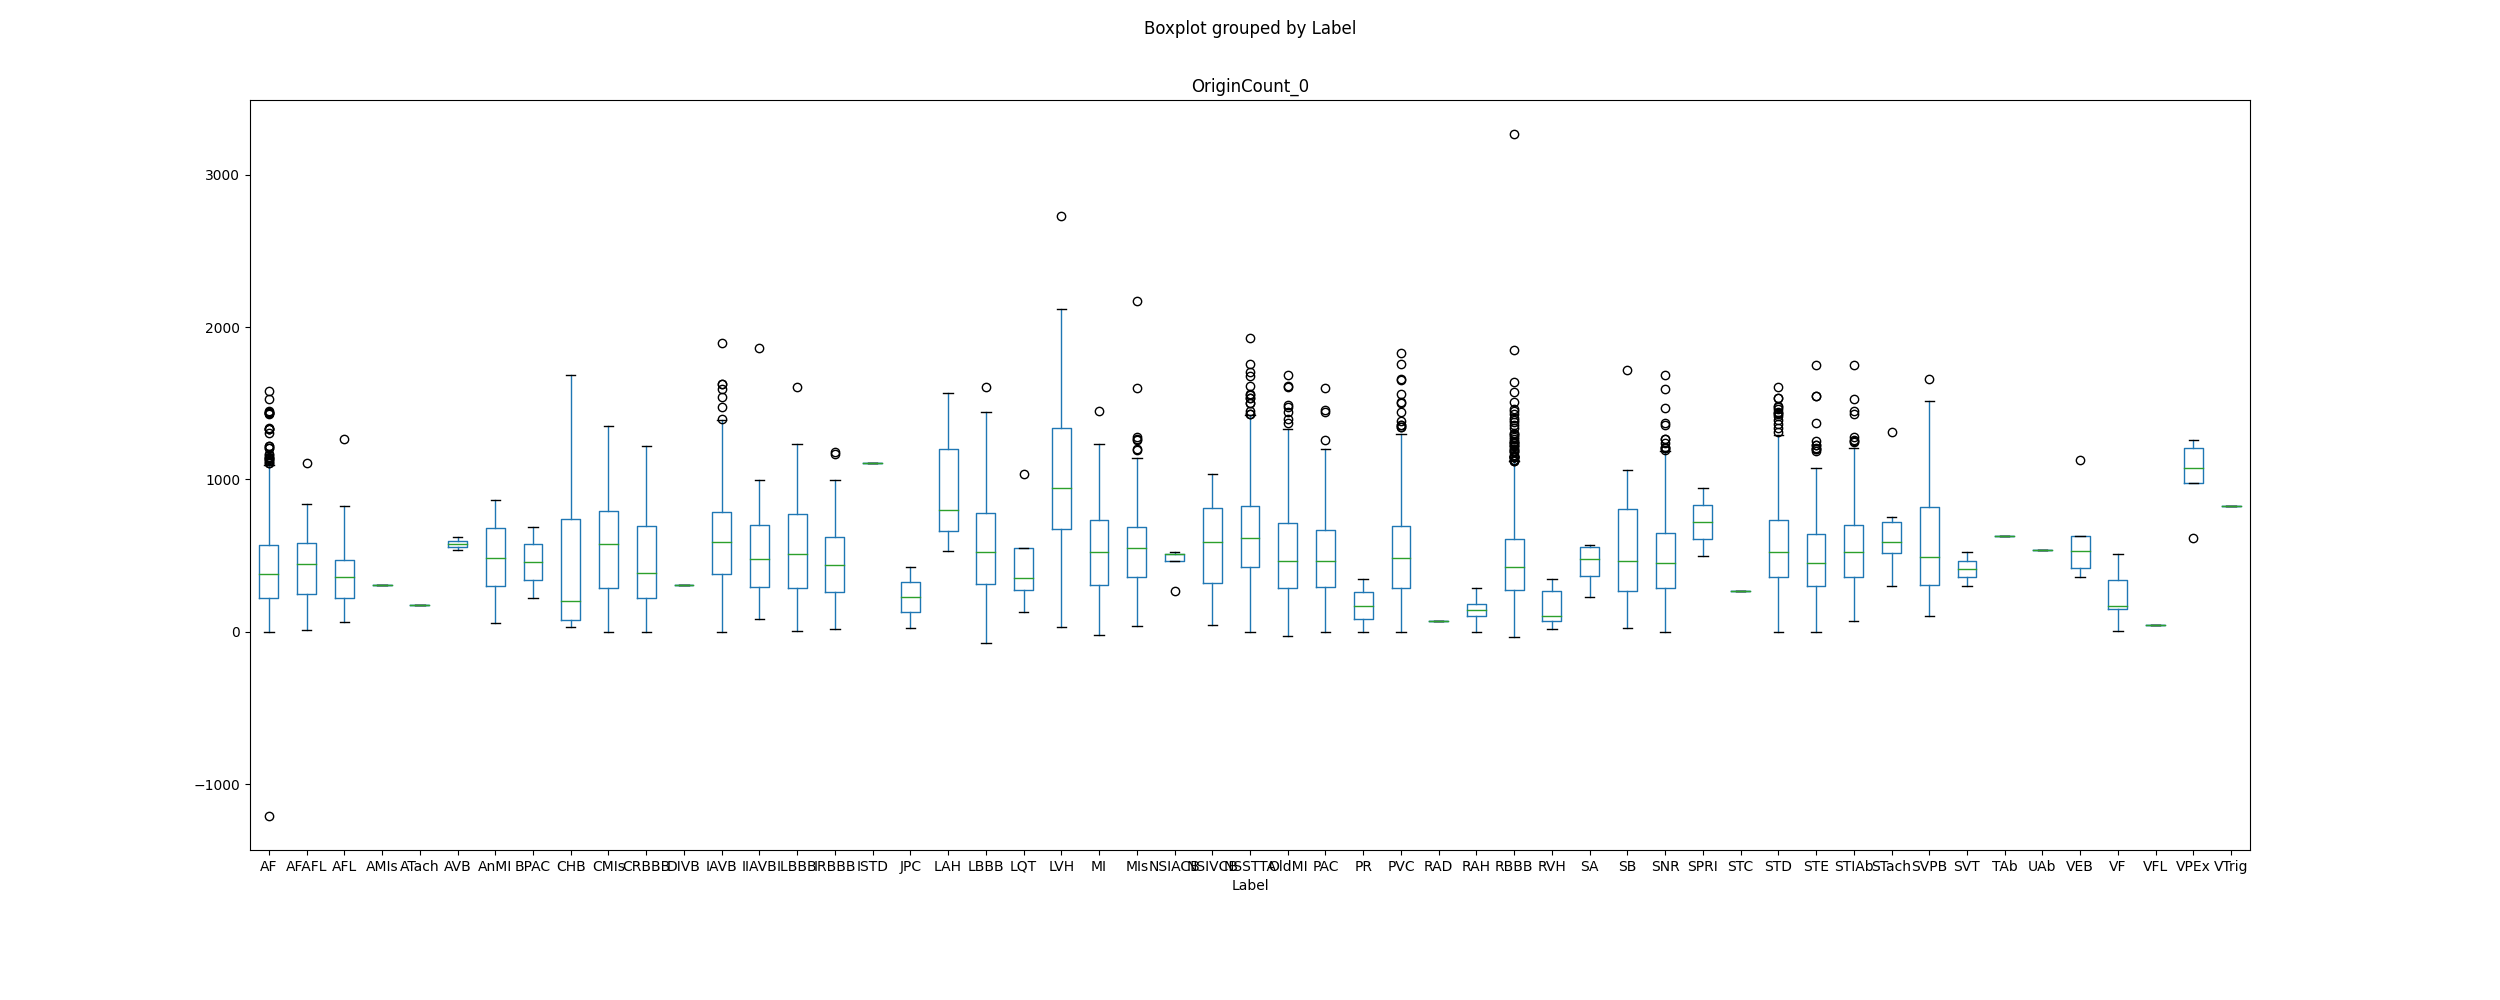 Boxplot grouped by Label
OriginCount_0
3000
2000
1000
0
−1000
AF AFAFL AFL AMIs ATach AVB AnMI BPAC CHB CMIs CRBBB DIVB IAVB IIAVB ILBBB IRBBB ISTD JPC LAH LBBB LQT LVH MI MIs NSIACB NSIVCB NSSTTA OldMI PAC PR PVC RAD RAH RBBB RVH SA SB SNR SPRI STC STD STE STIAb STach SVPB SVT TAb UAb VEB VF VFL VPEx VTrig
Label